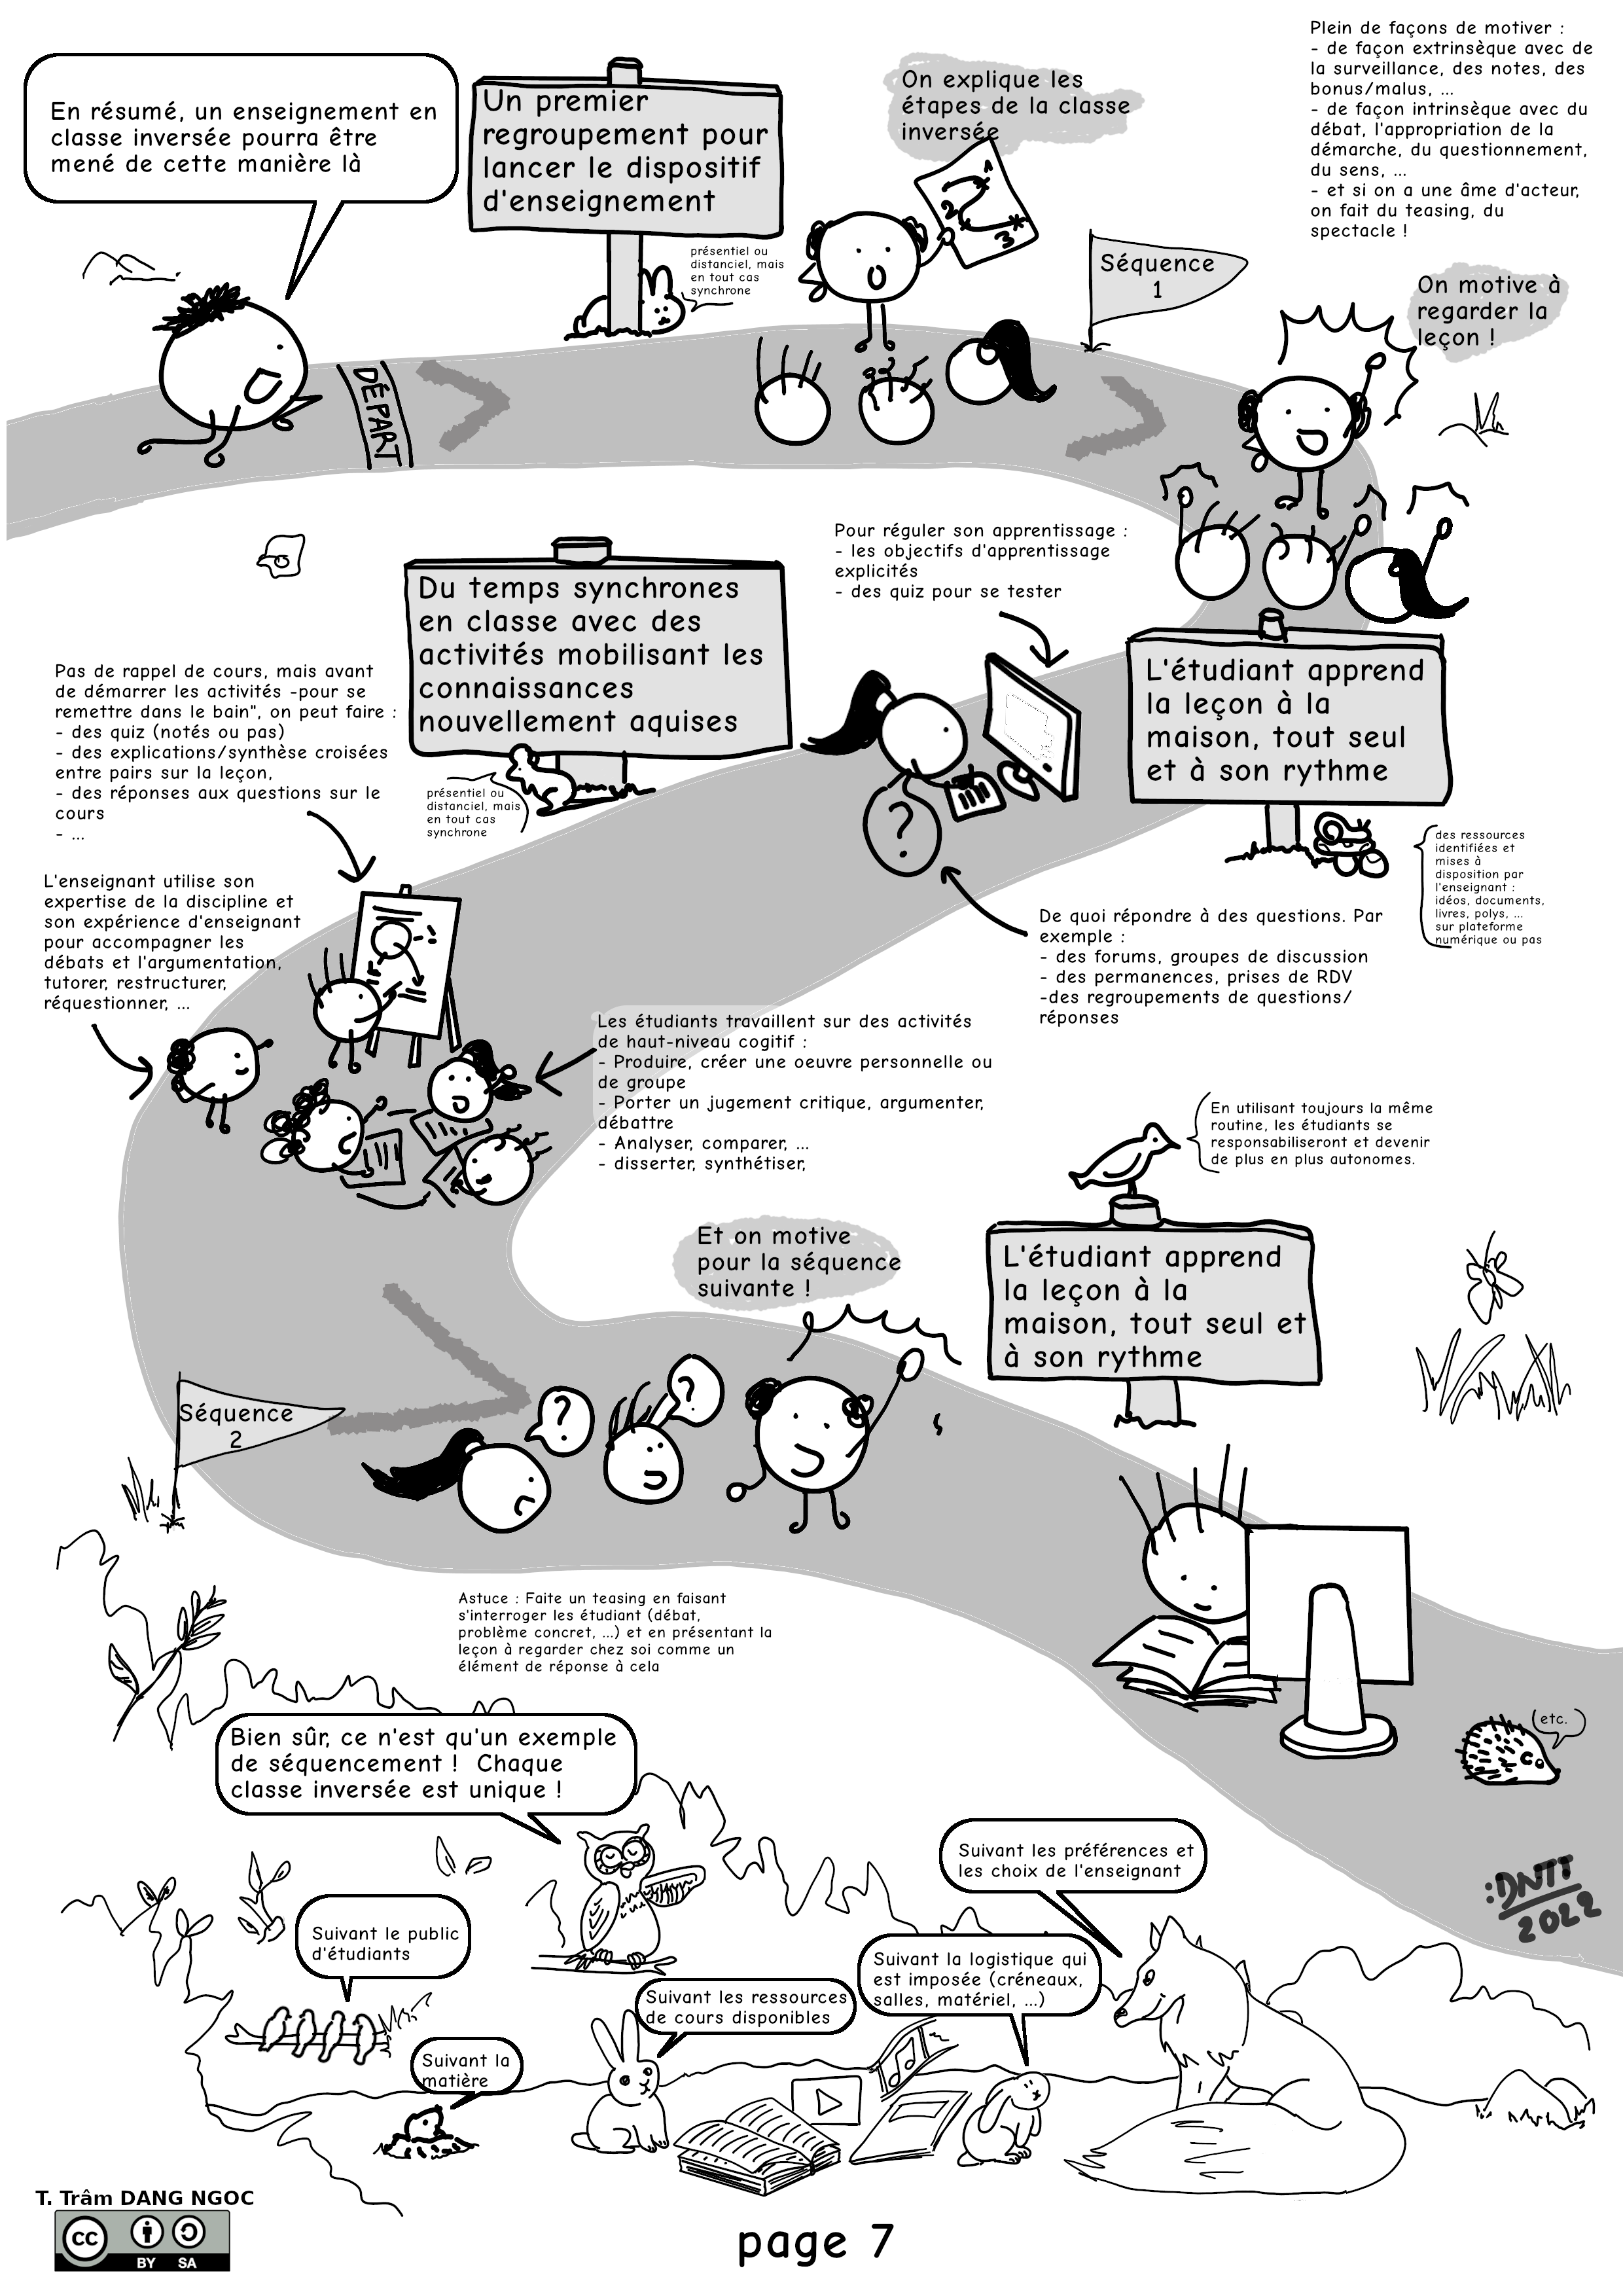 En résumé, un enseignement en
classe inversée pourra être
mené de cette manière là
Un premier
regroupement pour
lancer le dispositif
d'enseignement
présentiel ou
distanciel, mais
en tout cas
synchrone
On explique les
étapes de la classe
inversée
1
2
3
Plein de façons de motiver :
- de façon extrinsèque avec de
la surveillance, des notes, des
bonus/malus, ...
- de façon intrinsèque avec du
débat, l'appropriation de la
démarche, du questionnement,
du sens, ...
- et si on a une âme d'acteur,
on fait du teasing, du
spectacle !
Séquence
1
On motive à
regarder la
leçon !
DÉPART
Pour réguler son apprentissage :
- les objectifs d'apprentissage
explicités
- des quiz pour se tester
L'étudiant apprend
la leçon à la
maison, tout seul
et à son rythme
des ressources
identifiées et
mises à
disposition par
l'enseignant :
idéos, documents,
livres, polys, ...
sur plateforme
numérique ou pas
?
De quoi répondre à des questions. Par
exemple :
- des forums, groupes de discussion
- des permanences, prises de RDV
-des regroupements de questions/
réponses
Du temps synchrones
en classe avec des
activités mobilisant les
connaissances
nouvellement aquises
présentiel ou
distanciel, mais
en tout cas
synchrone
Pas de rappel de cours, mais avant
de démarrer les activités -pour se
remettre dans le bain", on peut faire :
- des quiz (notés ou pas)
- des explications/synthèse croisées
entre pairs sur la leçon,
- des réponses aux questions sur le
cours
- ...
L'enseignant utilise son
expertise de la discipline et
son expérience d'enseignant
pour accompagner les
débats et l'argumentation,
tutorer, restructurer,
réquestionner, ...
Les étudiants travaillent sur des activités
de haut-niveau cogitif :
- Produire, créer une oeuvre personnelle ou
de groupe
- Porter un jugement critique, argumenter,
débattre
- Analyser, comparer, ...
- disserter, synthétiser,
En utilisant toujours la même
routine, les étudiants se
responsabiliseront et devenir
de plus en plus autonomes.
Et on motive
pour la séquence
suivante !
L'étudiant apprend
la leçon à la
maison, tout seul et
à son rythme
Séquence
2
?
?
Astuce : Faite un teasing en faisant
s'interroger les étudiant (débat,
problème concret, ...) et en présentant la
leçon à regarder chez soi comme un
élément de réponse à cela
etc.
Bien sûr, ce n'est qu'un exemple
de séquencement !  Chaque
classe inversée est unique !
Suivant les préférences et
les choix de l'enseignant
:DNTT
2022
Suivant le public
d'étudiants
Suivant la logistique qui
est imposée (créneaux,
salles, matériel, ...)
Suivant les ressources
de cours disponibles
Suivant la
matière
T. Trâm DANG NGOC
cc
BY SA
page 7